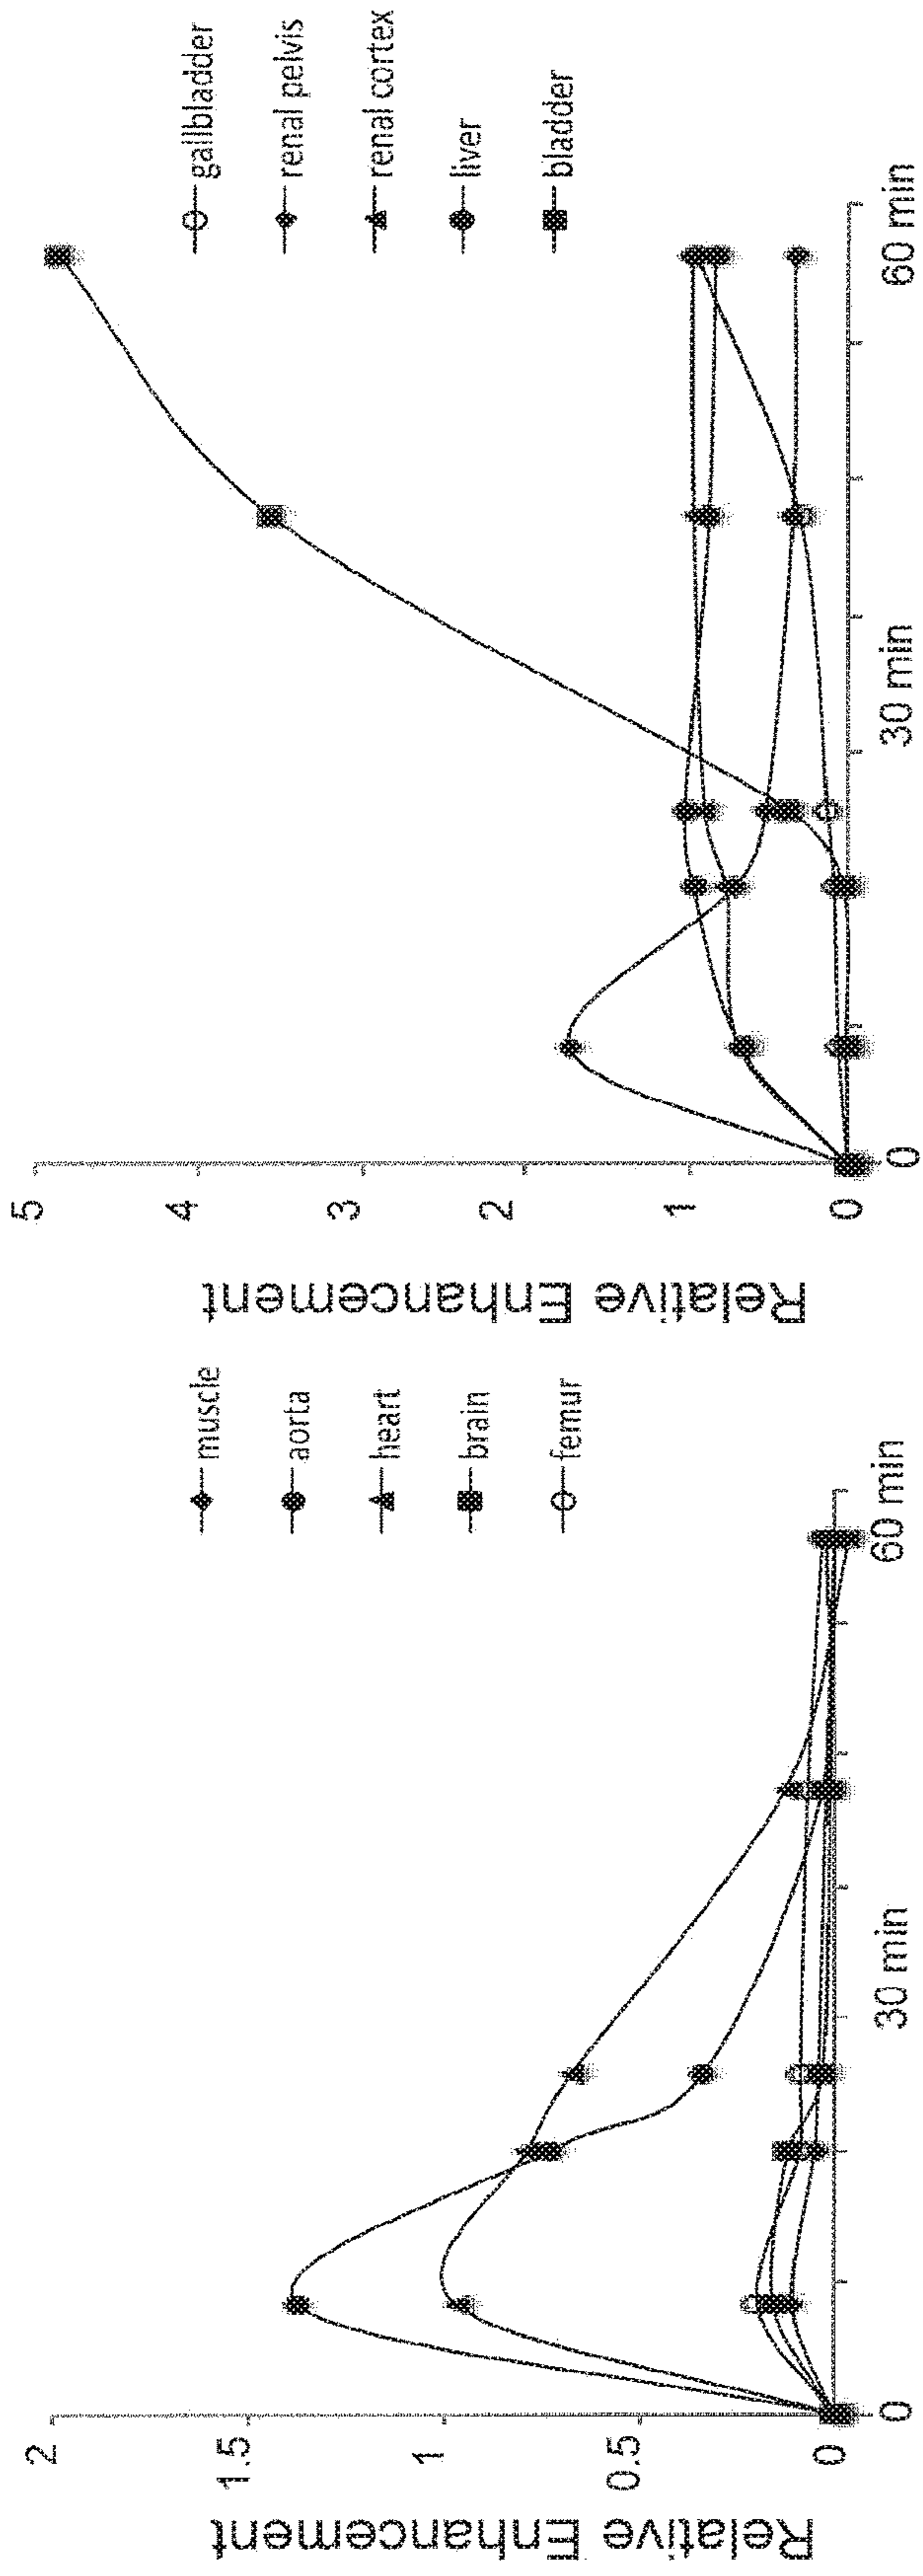 Relative Enhancement
2
1.5
1
0.5
0
0
30 min
60 min
muscle
aorta
heart
brain
femur
Relative Enhancement
5
4
3
2
1
0
0
30 min
60 min
gallbladder
renal pelvis
renal cortex
liver
bladder